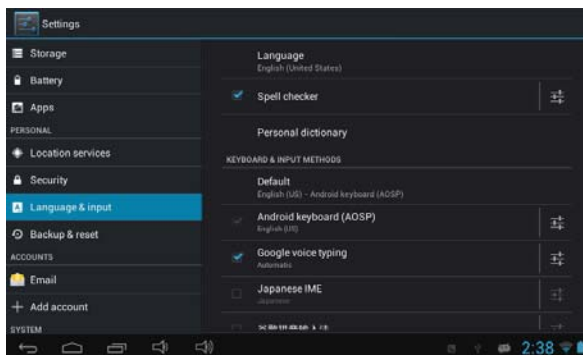 Settings
Storage
Battery
Apps
PERSONAL
Location services
Security
Language & input
Backup & reset
ACCOUNTS
Email
Add account
SYSTEM
Language
English (United States)
Spell checker
Personal dictionary
KEYBOARD & INPUT METHODS
Default
English (US) - Android keyboard (AOSP)
Android keyboard (AOSP)
English (US)
Google voice typing
Automatic
Japanese IME
Japanese
2:38